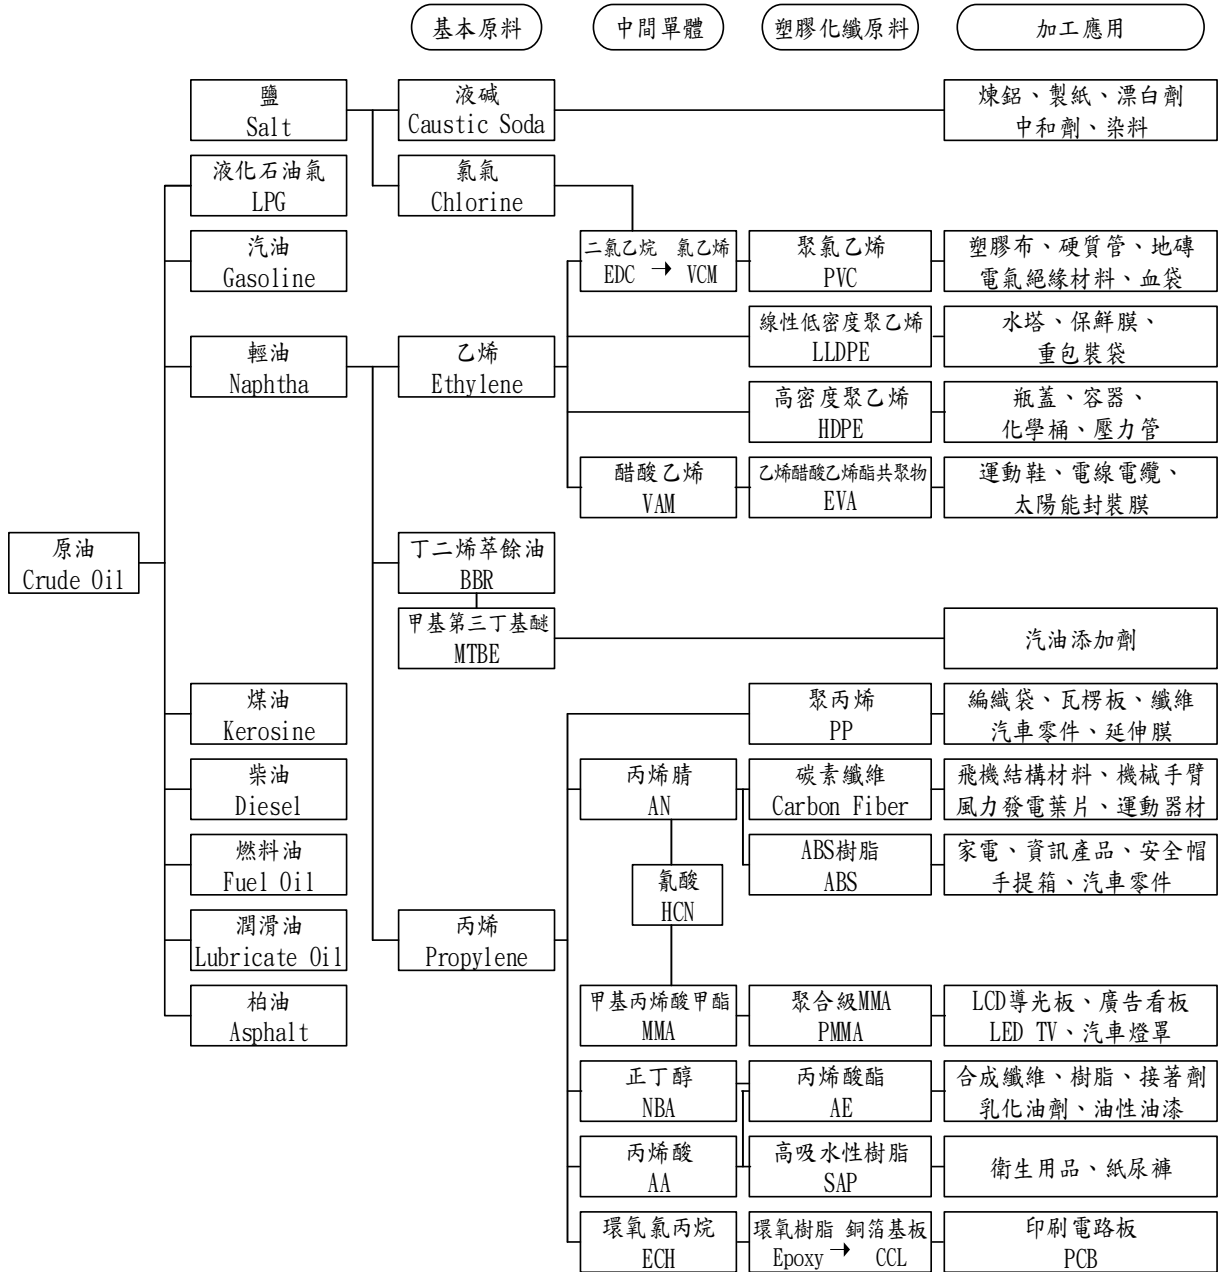 基本原料
中間單體
塑膠化纖原料
加工應用
鹽
Salt
液碱
Caustic Soda
煉鋁、製紙、漂白劑
中和劑、染料
液化石油氣
LPG
氯氣
Chlorine
汽油
Gasoline
二氯乙烷 氯乙烯
EDC → VCM
聚氯乙烯
PVC
塑膠布、硬質管、地磚
電氣絕緣材料、血袋
輕油
Naphtha
乙烯
Ethylene
線性低密度聚乙烯
LLDPE
水塔、保鮮膜、
重包裝袋
高密度聚乙烯
HDPE
瓶蓋、容器、
化學桶、壓力管
醋酸乙烯
VAM
乙烯醋酸乙烯酯共聚物
EVA
運動鞋、電線電纜、
太陽能封裝膜
原油
Crude Oil
丁二烯萃餘油
BBR
甲基第三丁基醚
MTBE
汽油添加劑
煤油
Kerosine
聚丙烯
PP
編織袋、瓦楞板、纖維
汽車零件、延伸膜
柴油
Diesel
丙烯腈
AN
碳素纖維
Carbon Fiber
飛機結構材料、機械手臂
風力發電葉片、運動器材
燃料油
Fuel Oil
ABS樹脂
ABS
家電、資訊產品、安全帽
手提箱、汽車零件
氰酸
HCN
潤滑油
Lubricate Oil
丙烯
Propylene
柏油
Asphalt
甲基丙烯酸甲酯
MMA
聚合級MMA
PMMA
LCD導光板、廣告看板
LED TV、汽車燈罩
正丁醇
NBA
丙烯酸酯
AE
合成纖維、樹脂、接著劑
乳化油劑、油性油漆
丙烯酸
AA
高吸水性樹脂
SAP
衛生用品、紙尿褲
環氧氯丙烷
ECH
環氧樹脂 銅箔基板
Epoxy → CCL
印刷電路板
PCB